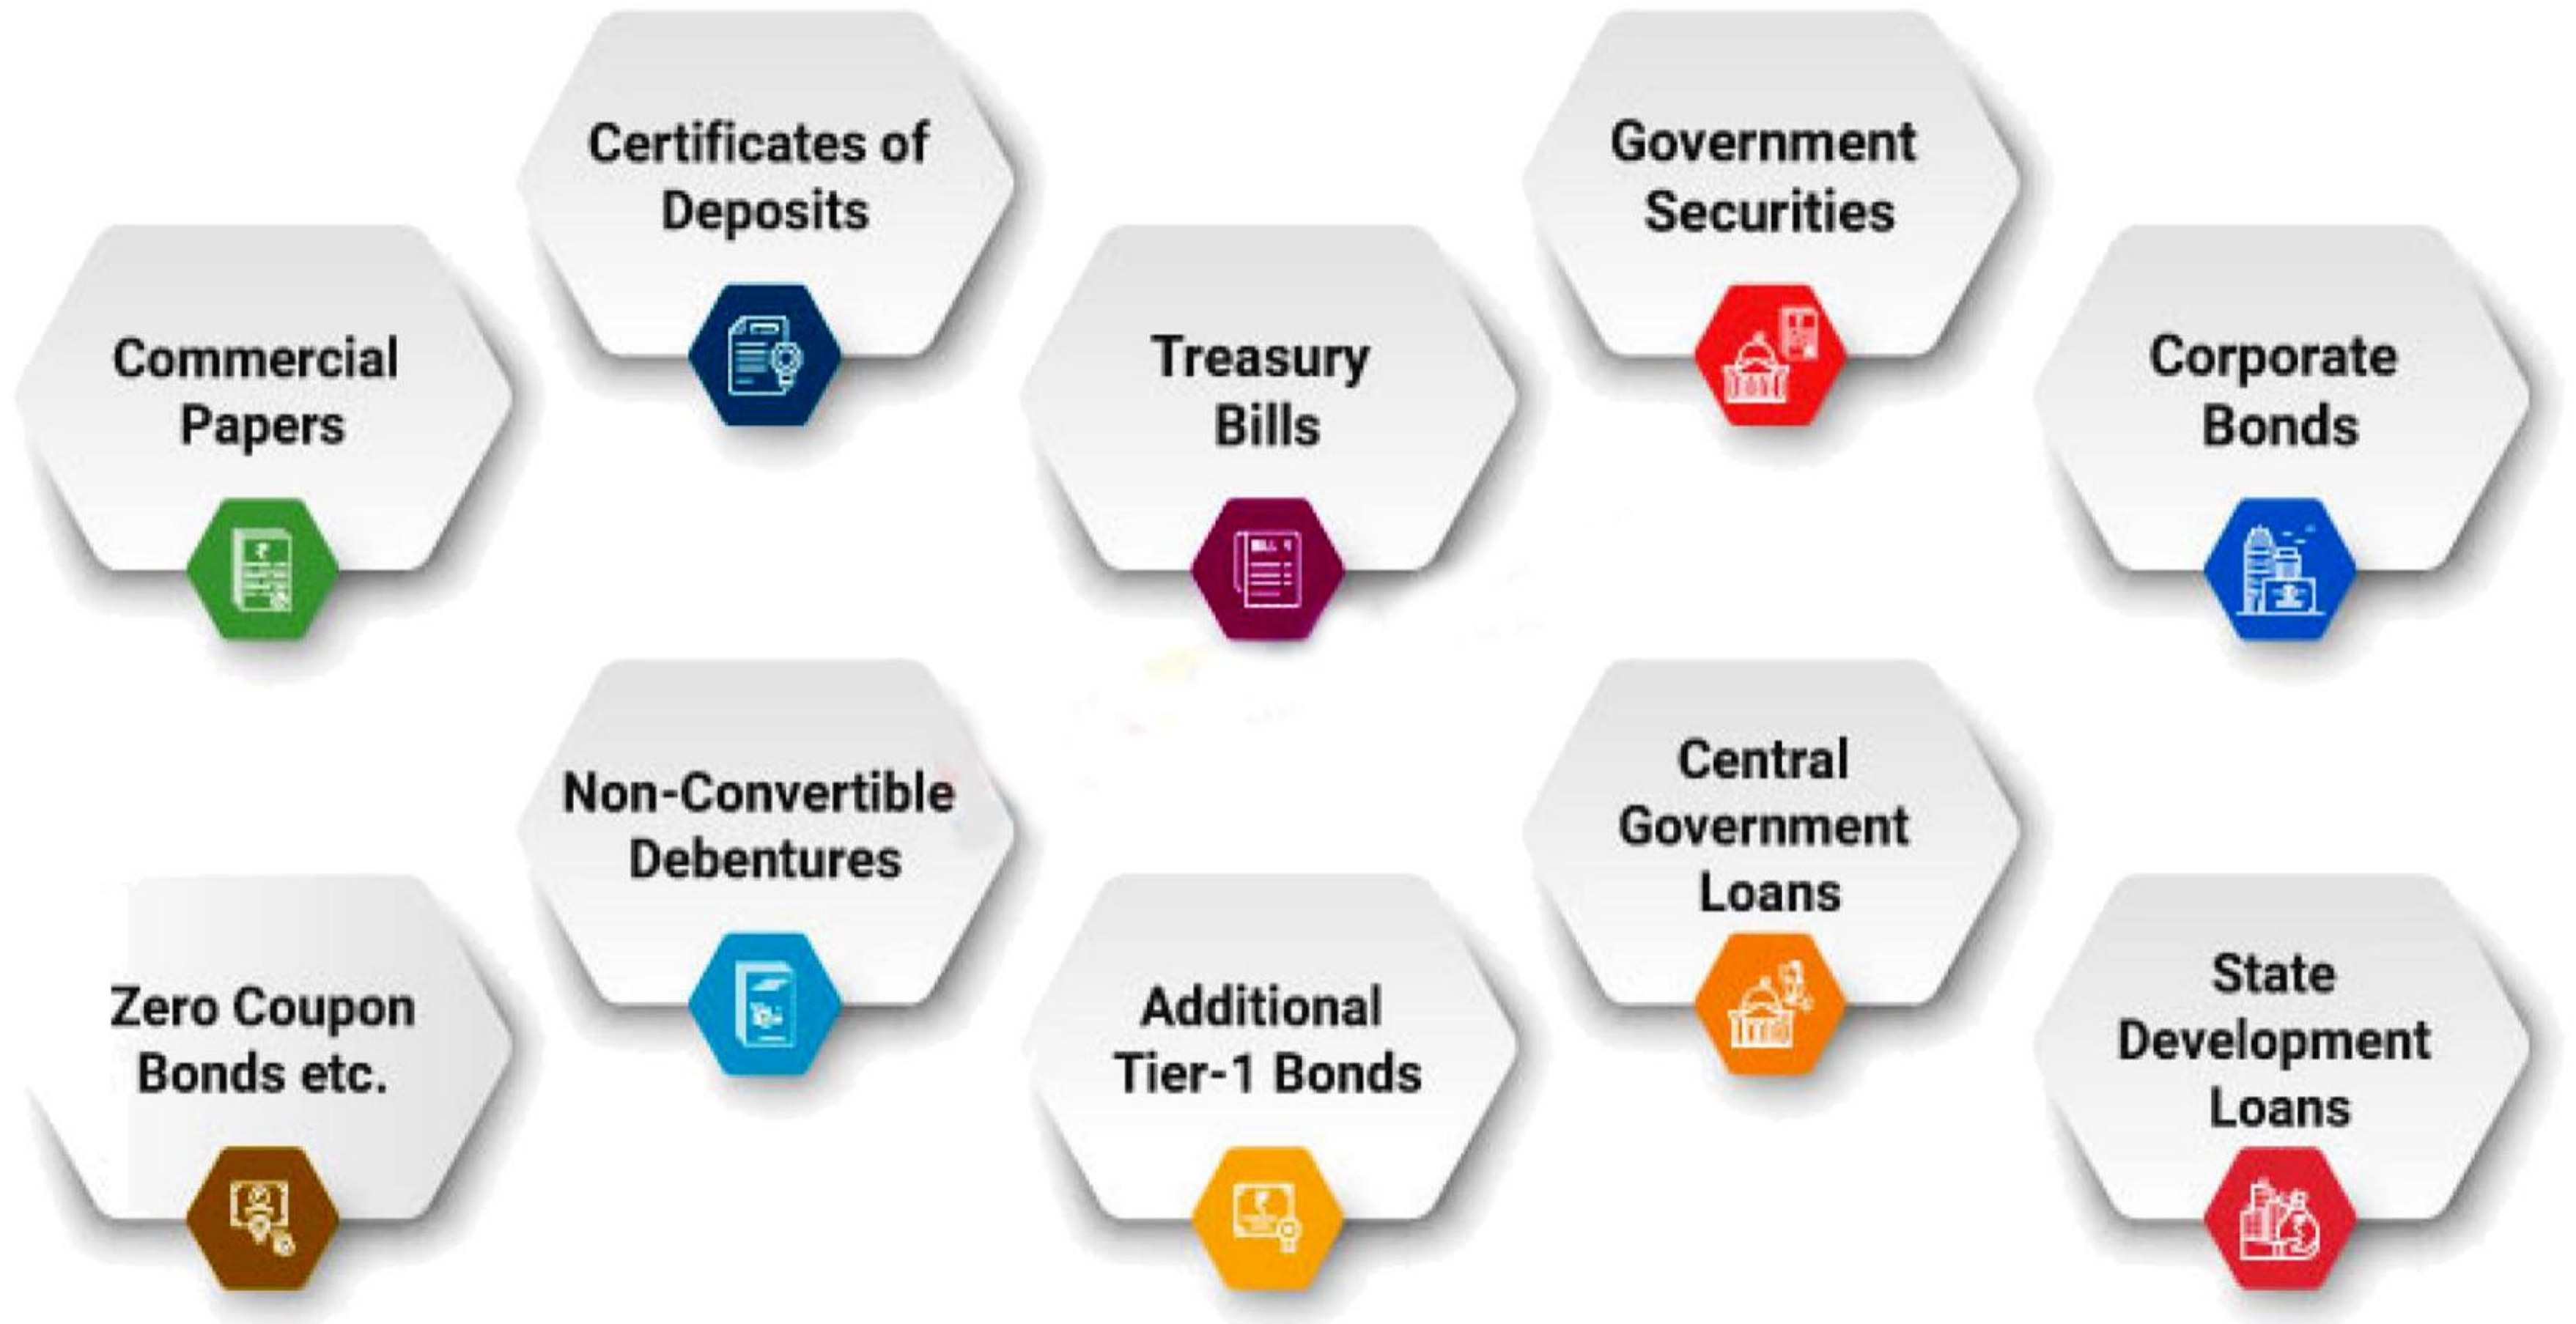 Certificates of
Deposits
Government
Securities
Commercial
Papers
Treasury
Bills
Corporate
Bonds
Non-Convertible
Debentures
Central
Government
Loans
Zero Coupon
Bonds etc.
Additional
Tier-1 Bonds
State
Development
Loans
BILL ₹
₹
₹